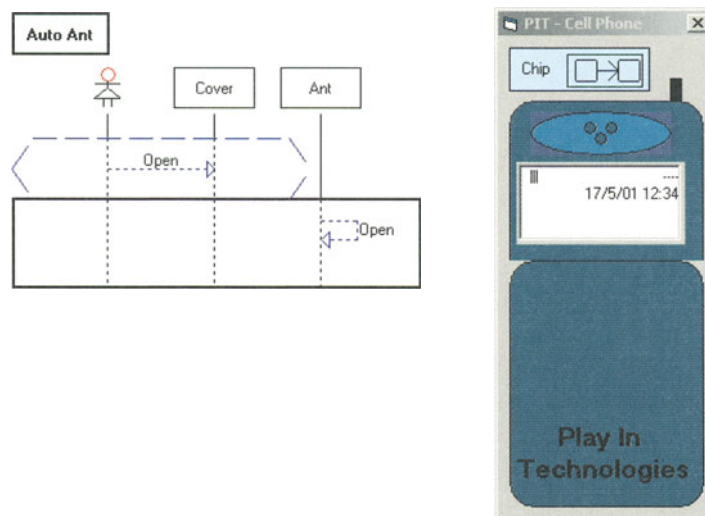 Auto Ant
Cover
Ant
Open
Open
PIT - Cell Phone
Chip
17/5/01 12:34
Play In
Technologies